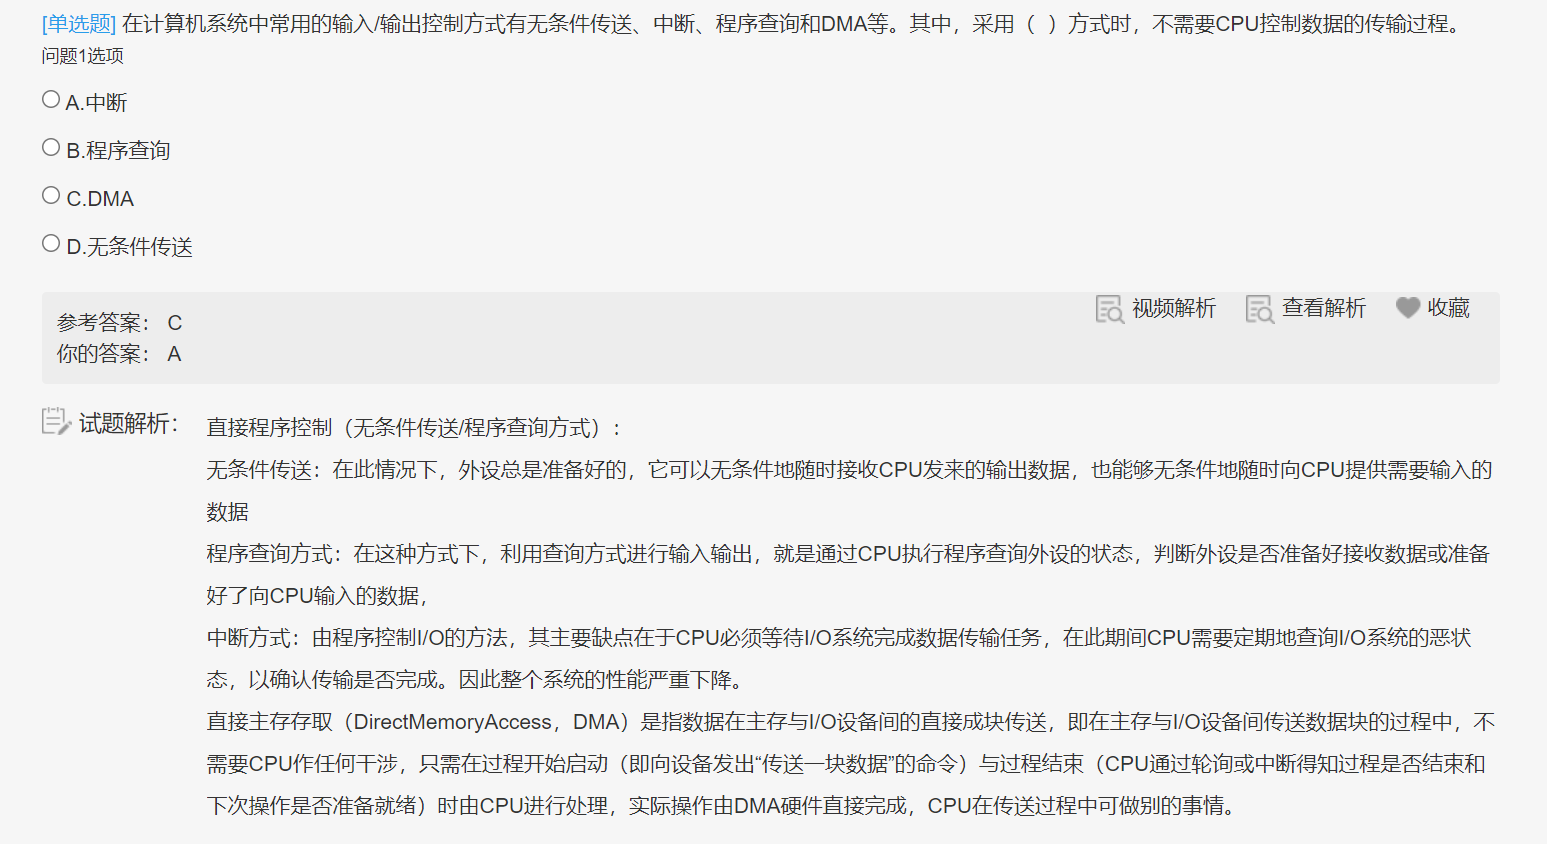 [单选题] 在计算机系统中常用的输入/输出控制方式有无条件传送、中断、程序查询和DMA等。其中，采用（ ）方式时，不需要CPU控制数据的传输过程。
问题1选项
A.中断
B.程序查询
C.DMA
D.无条件传送
视频解析 查看解析 收藏
参考答案： C
你的答案： A
试题解析： 直接程序控制（无条件传送/程序查询方式）:
无条件传送：在此情况下，外设总是准备好的，它可以无条件地随时接收CPU发来的输出数据，也能够无条件地随时向CPU提供需要输入的
数据
程序查询方式：在这种方式下，利用查询方式进行输入输出，就是通过CPU执行程序查询外设的状态，判断外设是否准备好接收数据或准备
好了向CPU输入的数据，
中断方式：由程序控制I/O的方法，其主要缺点在于CPU必须等待I/O系统完成数据传输任务，在此期间CPU需要定期地查询I/O系统的恶状
态，以确认传输是否完成。因此整个系统的性能严重下降。
直接主存存取（DirectMemoryAccess，DMA）是指数据在主存与I/O设备间的直接成块传送，即在主存与I/O设备间传送数据块的过程中，不
需要CPU作任何干涉，只需在过程开始启动（即向设备发出“传送一块数据”的命令）与过程结束（CPU通过轮询或中断得知过程是否结束和
下次操作是否准备就绪）时由CPU进行处理，实际操作由DMA硬件直接完成，CPU在传送过程中可做别的事情。